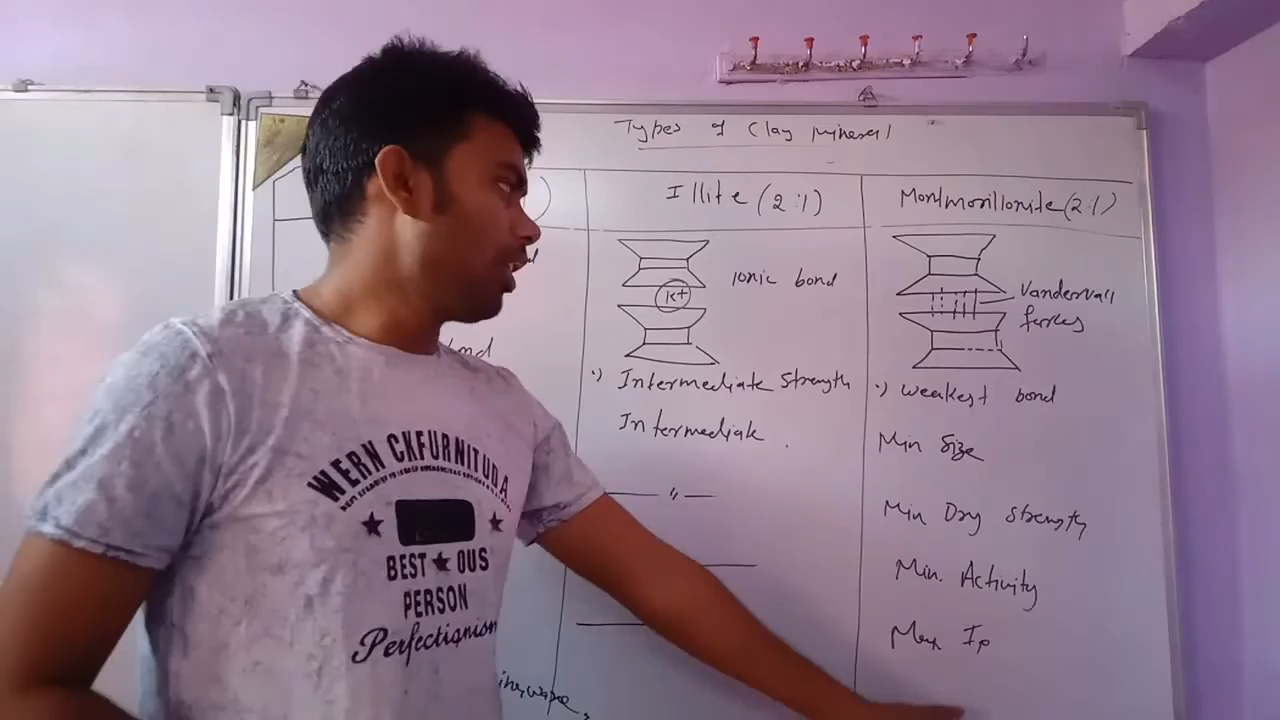 Types of Clay mineral
Illite (2:1)
Montmorillonite (2:1)
K+
Ionic bond
Vandervall
forces
Intermediate Strength
weakest bond
Intermediate
Min Size
Min Dry Strength
Min. Activity
Max Ip
WERN CKFURNITUDA
BEST ★ OUS
PERSON
Perfectionism